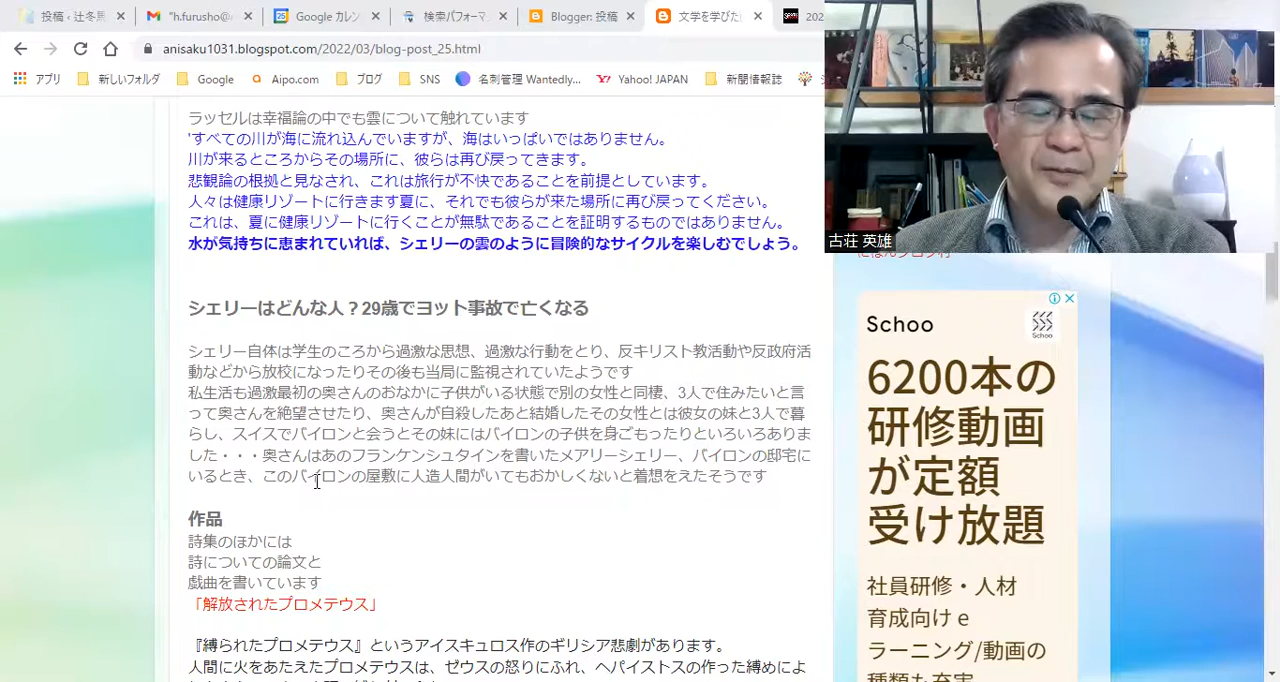 投稿 ‹ 辻冬馬
"h.furusho@
Google カレン
検索パフォーマ
Blogger: 投稿
文学を学びた
202
anisaku1031.blogspot.com/2022/03/blog-post_25.html
アプリ 新しいフォルダ Google Aipo.com ブログ SNS 名刺管理 Wantedly... Yahoo! JAPAN 新聞情報誌
ラッセルは幸福論の中でも雲について触れています
'すべての川が海に流れ込んでいますが、海はいっぱいではありません。
川が来るところからその場所に、彼らは再び戻ってきます。
悲観論の根拠と見なされ、これは旅行が不快であることを前提としています。
人々は健康リゾートに行きます夏に、それでも彼らが来た場所に再び戻ってください。
これは、夏に健康リゾートに行くことが無駄であることを証明するものではありません。
水が気持ちに恵まれていれば、シェリーの雲のように冒険的なサイクルを楽しむでしょう。
シェリーはどんな人？29歳でヨット事故で亡くなる
シェリー自体は学生のころから過激な思想、過激な行動をとり、反キリスト教活動や反政府活
動などから放校になったりその後も当局に監視されていたようです
私生活も過激最初の奥さんのおなかに子供がいる状態で別の女性と同棲、3人で住みたいと言
って奥さんを絶望させたり、奥さんが自殺したあと結婚したその女性とは彼女の妹と3人で暮
らし、スイスでバイロンと会うとその妹にはバイロンの子供を身ごもったりといろいろありま
した・・・奥さんはあのフランケンシュタインを書いたメアリーシェリー、バイロンの邸宅に
いるとき、このバイロンの屋敷に人造人間がいてもおかしくないと着想をえたそうです
作品
詩集のほかには
詩についての論文と
戯曲を書いています
「解放されたプロメテウス」
『縛られたプロメテウス』というアイスキュロス作のギリシア悲劇があります。
人間に火をあたえたプロメテウスは、ゼウスの怒りにふれ、ヘパイストスの作った縛めによ
古荘 英雄
にほんブログ村
Schoo
Schoo
6200本の
研修動画
が定額
受け放題
社員研修・人材
育成向けe
ラーニング/動画の
種類も充実